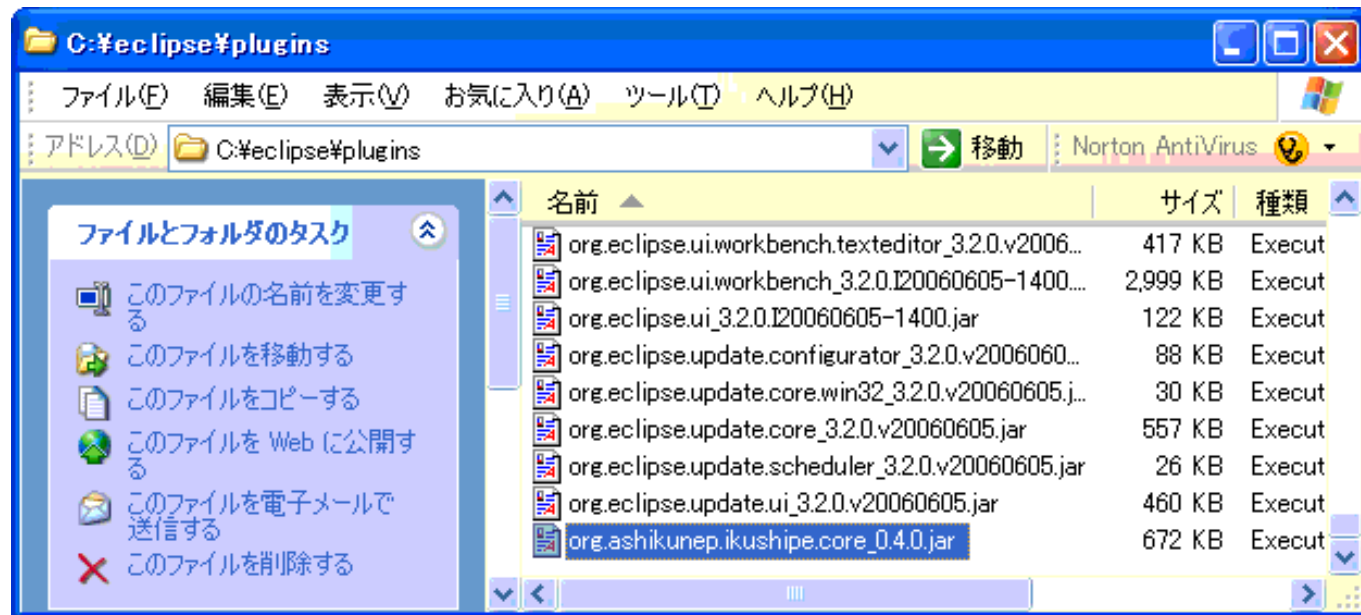 C:¥eclipse¥plugins
ファイル(F) 編集(E) 表示(V) お気に入り(A) ツール(T) ヘルプ(H)
アドレス(D) C:¥eclipse¥plugins 移動 Norton AntiVirus
ファイルとフォルダのタスク
このファイルの名前を変更す
る
このファイルを移動する
このファイルをコピーする
このファイルを Web に公開す
る
このファイルを電子メールで
送信する
このファイルを削除する
名前 サイズ 種類
org.eclipse.ui.workbench.texteditor_3.2.0.v2006... 417 KB Execut
org.eclipse.ui.workbench_3.2.0.I20060605-1400.... 2,999 KB Execut
org.eclipse.ui_3.2.0.I20060605-1400.jar 122 KB Execut
org.eclipse.update.configurator_3.2.0.v2006060... 88 KB Execut
org.eclipse.update.core.win32_3.2.0.v20060605.j... 30 KB Execut
org.eclipse.update.core_3.2.0.v20060605.jar 557 KB Execut
org.eclipse.update.scheduler_3.2.0.v20060605.jar 26 KB Execut
org.eclipse.update.ui_3.2.0.v20060605.jar 460 KB Execut
org.ashikunep.ikushipe.core_0.4.0.jar 672 KB Execut